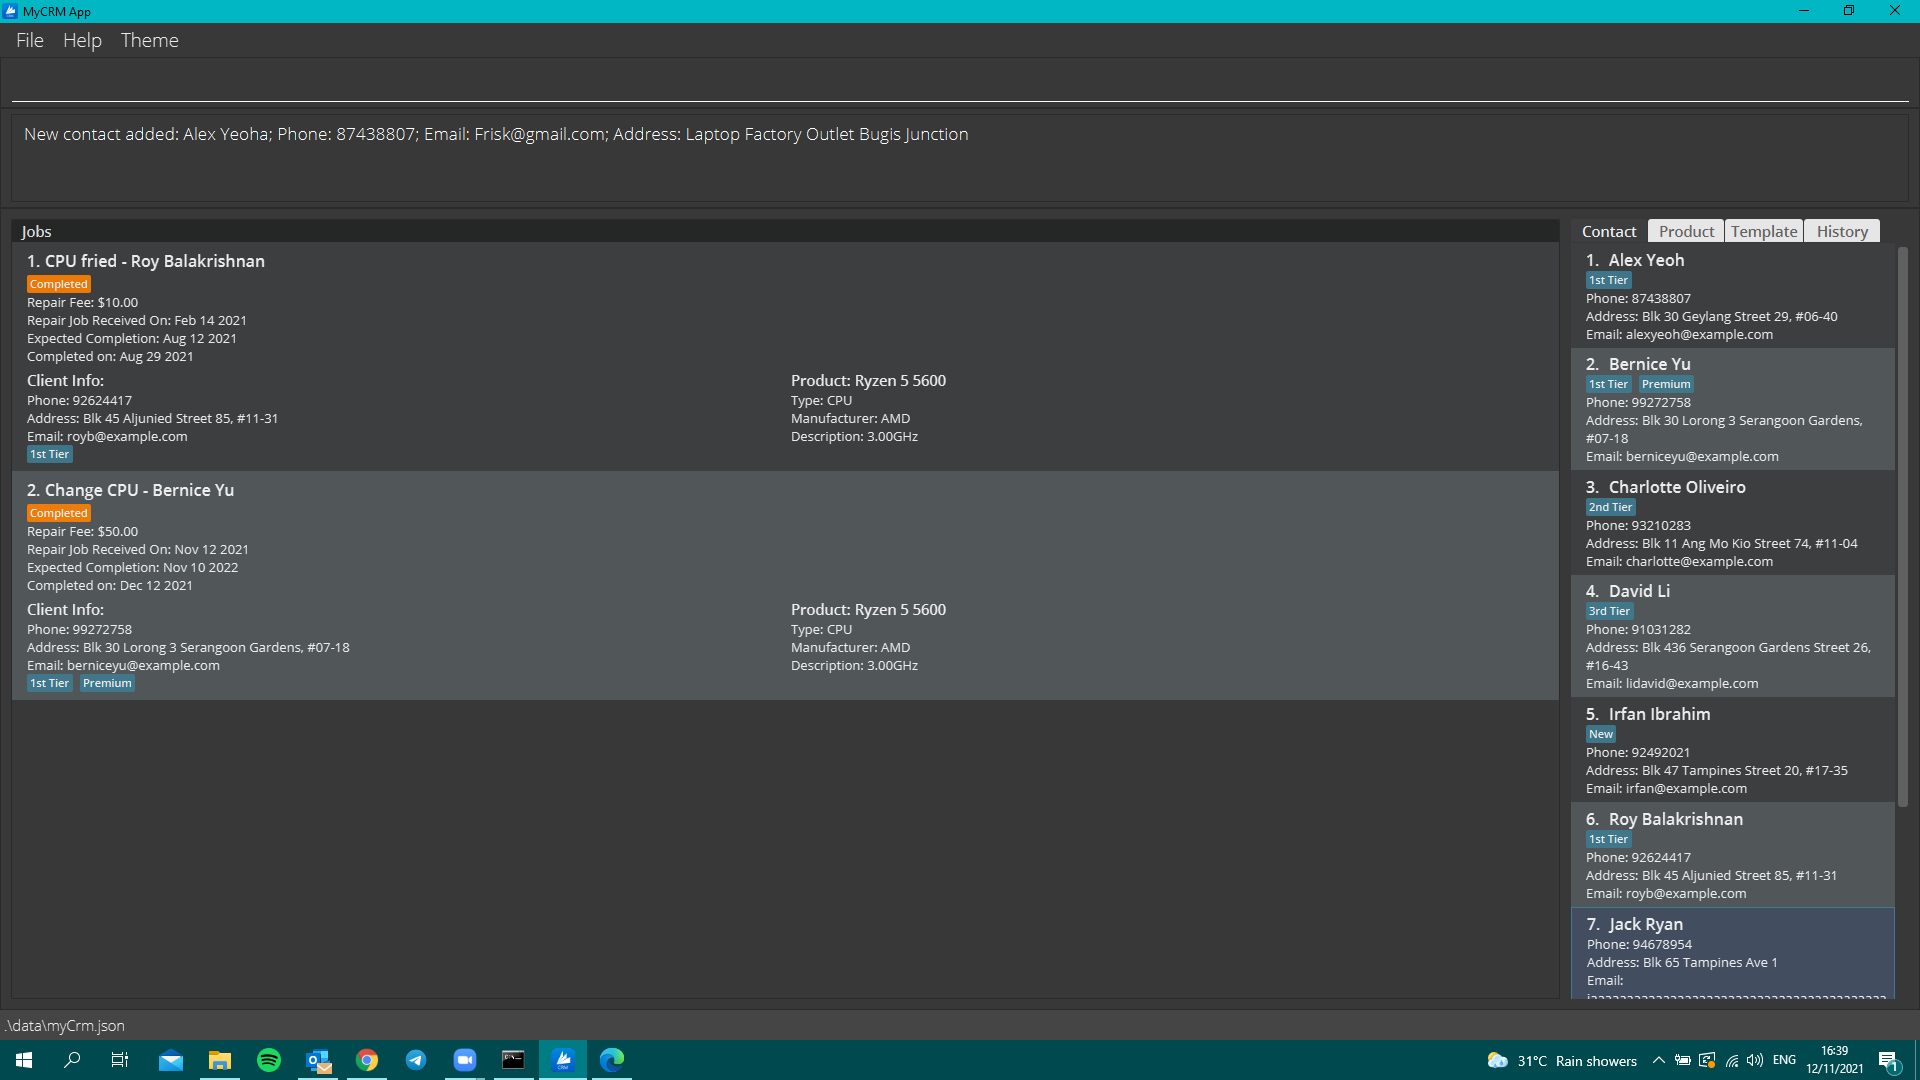 MyCRM App
File Help Theme
New contact added: Alex Yeoha; Phone: 87438807; Email: Frisk@gmail.com; Address: Laptop Factory Outlet Bugis Junction
Jobs
1. CPU fried - Roy Balakrishnan
Completed
Repair Fee: $10.00
Repair Job Received On: Feb 14 2021
Expected Completion: Aug 12 2021
Completed on: Aug 29 2021
Client Info:
Phone: 92624417
Address: Blk 45 Aljunied Street 85, #11-31
Email: royb@example.com
1st Tier
Product: Ryzen 5 5600
Type: CPU
Manufacturer: AMD
Description: 3.00GHz
2. Change CPU - Bernice Yu
Completed
Repair Fee: $50.00
Repair Job Received On: Nov 12 2021
Expected Completion: Nov 10 2022
Completed on: Dec 12 2021
Client Info:
Phone: 99272758
Address: Blk 30 Lorong 3 Serangoon Gardens, #07-18
Email: berniceyu@example.com
1st Tier Premium
Product: Ryzen 5 5600
Type: CPU
Manufacturer: AMD
Description: 3.00GHz
Contact Product Template History
1. Alex Yeoh
1st Tier
Phone: 87438807
Address: Blk 30 Geylang Street 29, #06-40
Email: alexyeoh@example.com
2. Bernice Yu
1st Tier Premium
Phone: 99272758
Address: Blk 30 Lorong 3 Serangoon Gardens,
#07-18
Email: berniceyu@example.com
3. Charlotte Oliveiro
2nd Tier
Phone: 93210283
Address: Blk 11 Ang Mo Kio Street 74, #11-04
Email: charlotte@example.com
4. David Li
3rd Tier
Phone: 91031282
Address: Blk 436 Serangoon Gardens Street 26,
#16-43
Email: lidavid@example.com
5. Irfan Ibrahim
New
Phone: 92492021
Address: Blk 47 Tampines Street 20, #17-35
Email: irfan@example.com
6. Roy Balakrishnan
1st Tier
Phone: 92624417
Address: Blk 45 Aljunied Street 85, #11-31
Email: royb@example.com
7. Jack Ryan
Phone: 94678954
Address: Blk 65 Tampines Ave 1
Email:
.\data\myCrm.json
31°C Rain showers
ENG
16:39
12/11/2021
1